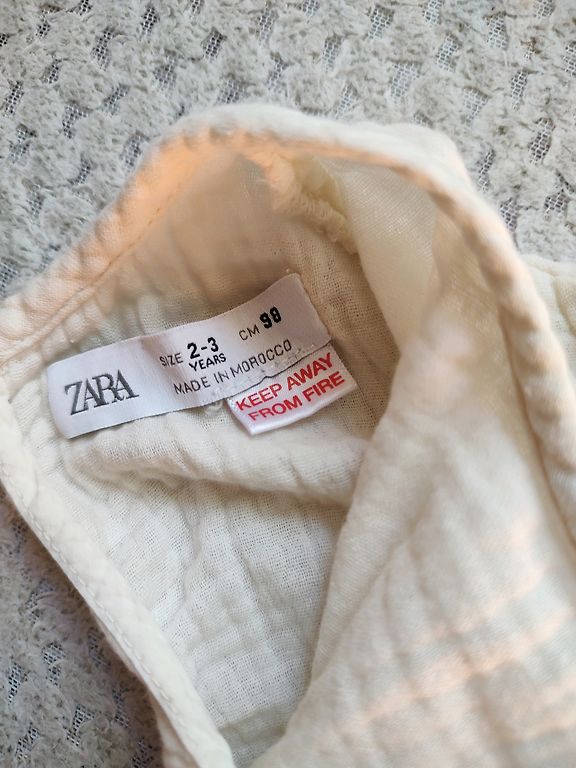 ZARA
SIZE 2-3 CM 98
YEARS
MADE IN MOROCCO
KEEP AWAY
FROM FIRE